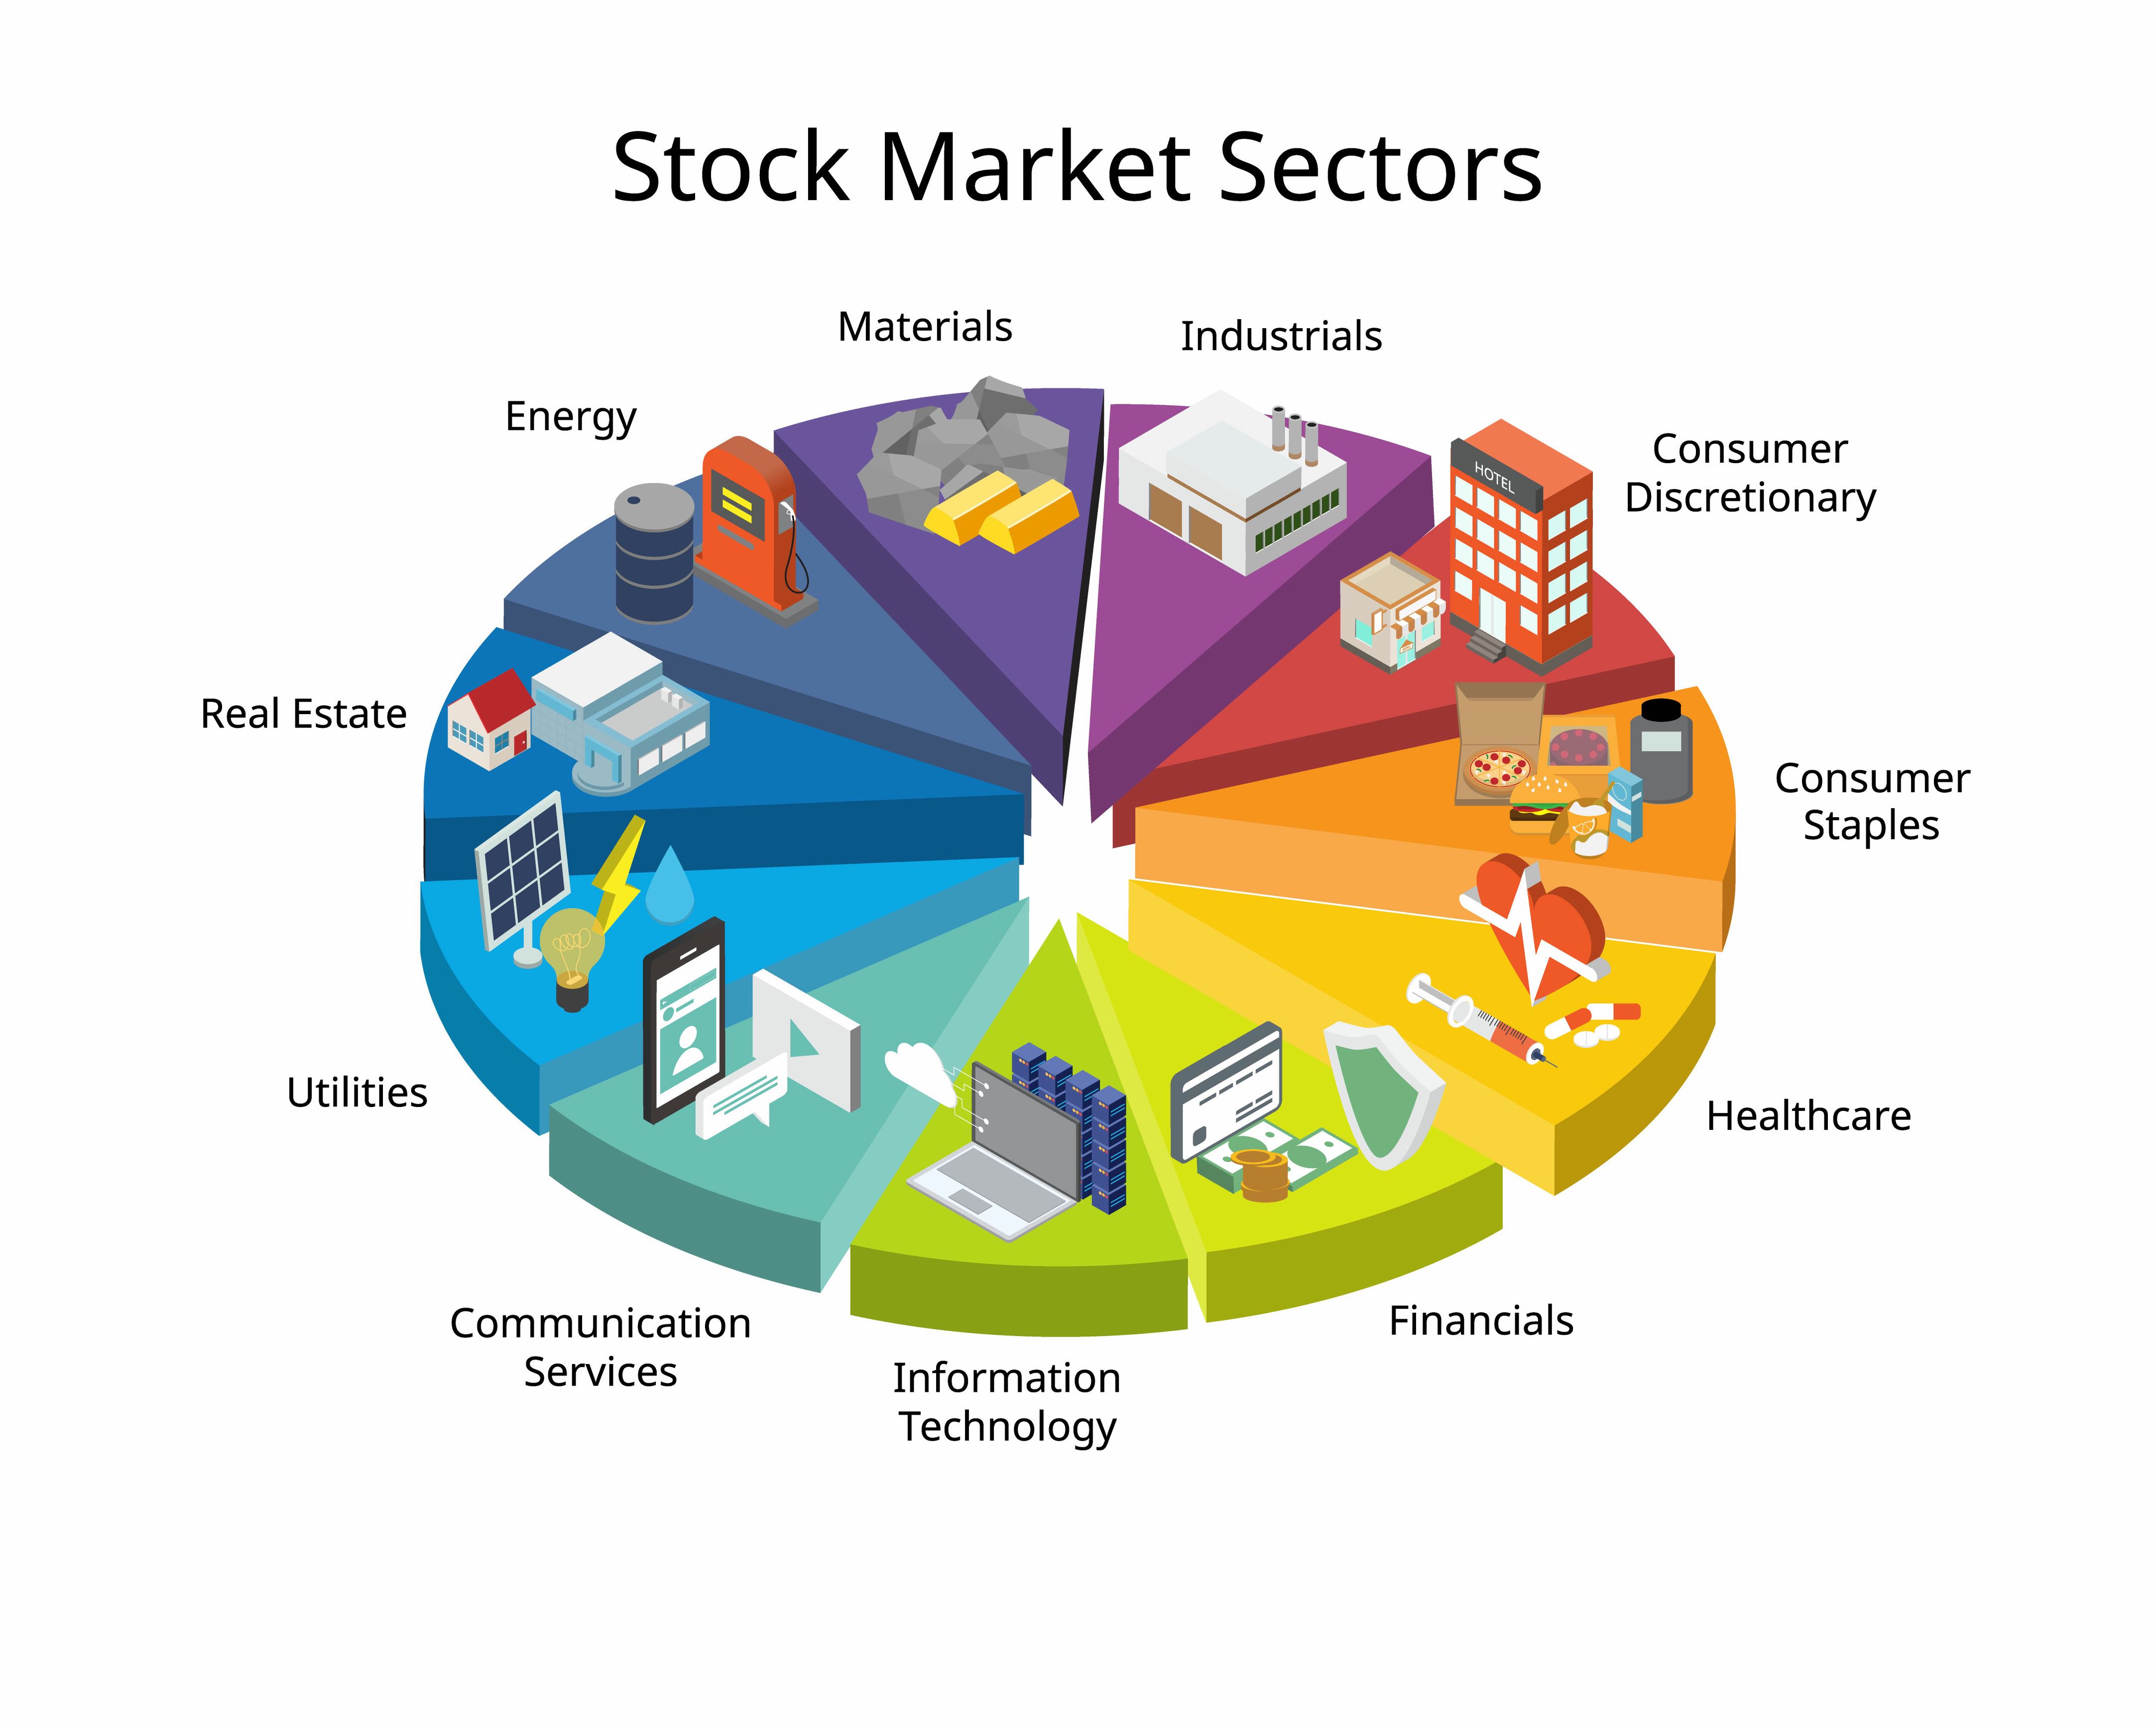 Stock Market Sectors
Materials
Industrials
Energy
Consumer
Discretionary
HOTEL
Real Estate
Consumer
Staples
Utilities
Healthcare
Communication
Services
Financials
Information
Technology